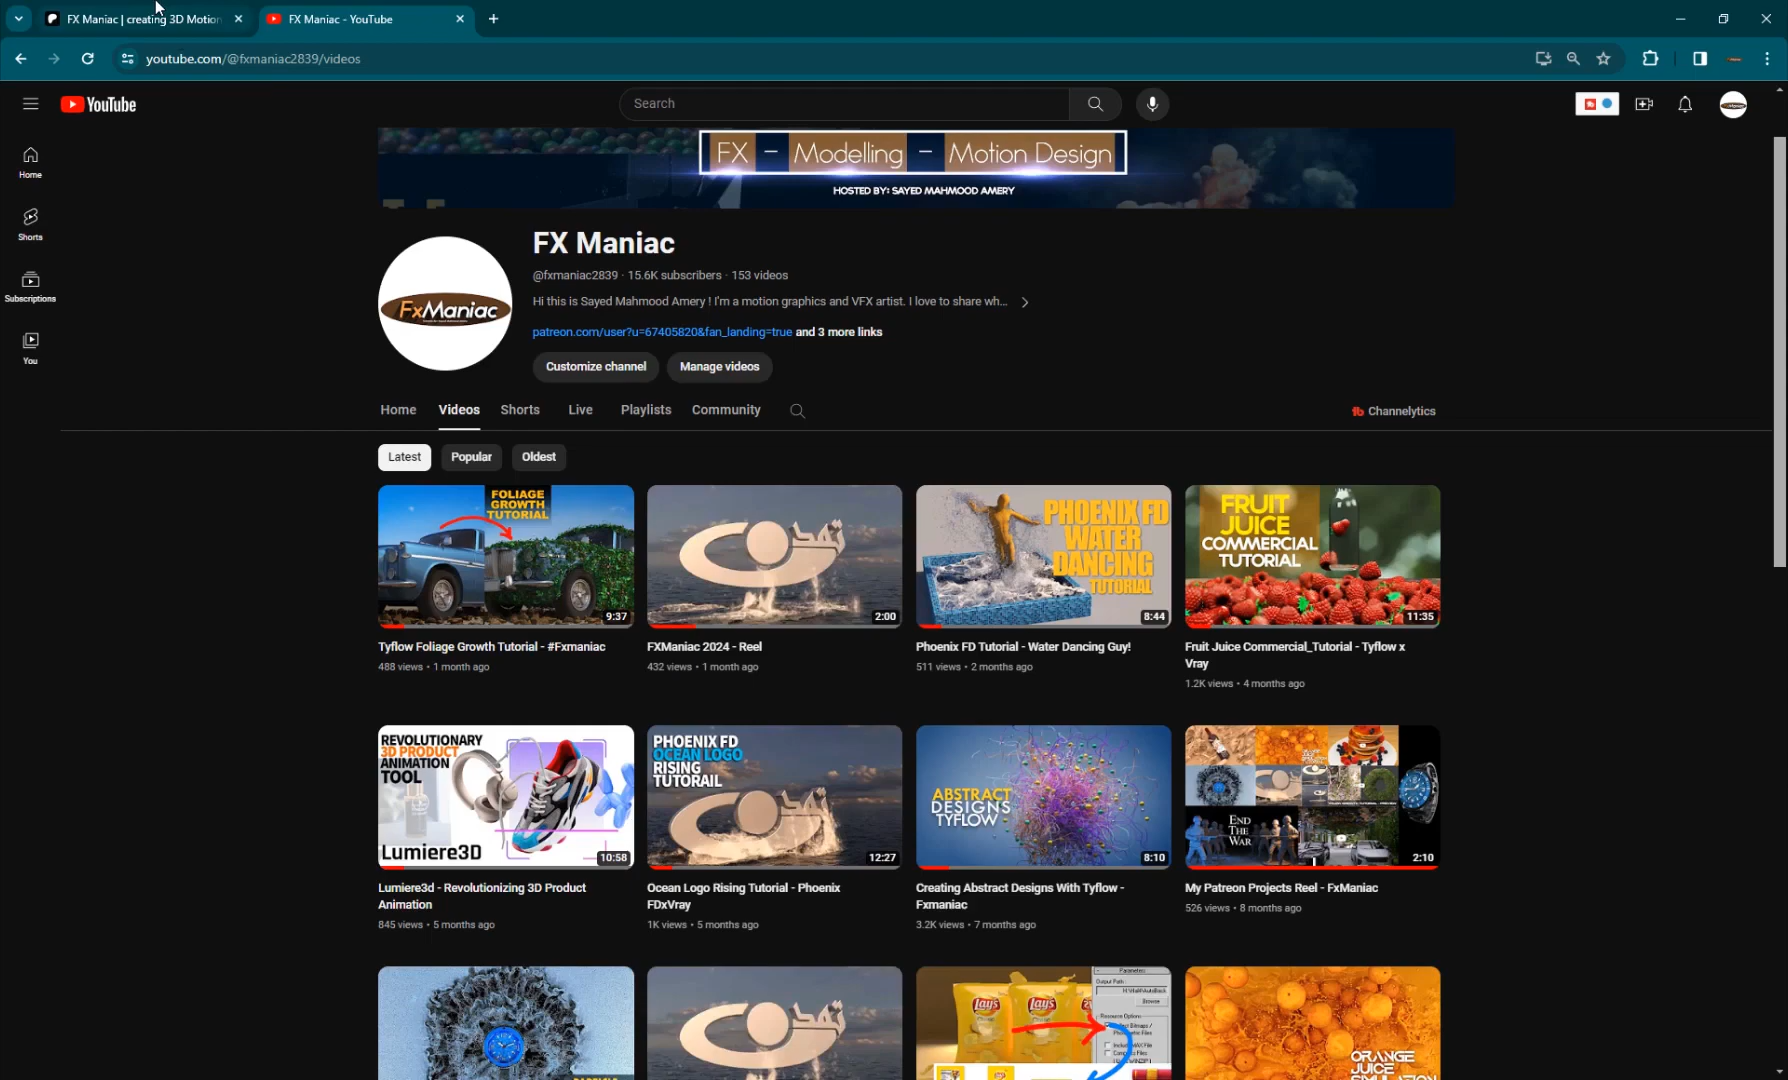 FX Maniac | creating 3D Motion
FX Maniac - YouTube
youtube.com/@fxmaniac2839/videos
YouTube
Search
Home
Shorts
Subscriptions
You
FX – Modelling – Motion Design
HOSTED BY: SAYED MAHMOOD AMERY
FxManiac
FX Maniac
@fxmaniac2839 · 15.6K subscribers · 153 videos
Hi this is Sayed Mahmood Amery ! I'm a motion graphics and VFX artist. I love to share wh...
patreon.com/user?u=67405820&fan_landing=true and 3 more links
Customize channel
Manage videos
Home
Videos
Shorts
Live
Playlists
Community
Channelytics
Latest
Popular
Oldest
FOLIAGE
GROWTH
TUTORIAL
9:37
2:00
PHOENIX FD
WATER
DANCING
TUTORIAL
8:44
FRUIT
JUICE
COMMERCIAL
TUTORIAL
11:35
Tyflow Foliage Growth Tutorial - #Fxmaniac
488 views • 1 month ago
FXManiac 2024 - Reel
432 views • 1 month ago
Phoenix FD Tutorial - Water Dancing Guy!
511 views • 2 months ago
Fruit Juice Commercial_Tutorial - Tyflow x
Vray
1.2K views • 4 months ago
REVOLUTIONARY
3D PRODUCT
ANIMATION
TOOL
Lumiere3D
10:58
PHOENIX FD
OCEAN LOGO
RISING
TUTORAIL
12:27
ABSTRACT
DESIGNS
TYFLOW
8:10
END
THE
WAR
2:10
Lumiere3d - Revolutionizing 3D Product
Animation
845 views • 5 months ago
Ocean Logo Rising Tutorial - Phoenix
FDxVray
1K views • 5 months ago
Creating Abstract Designs With Tyflow -
Fxmaniac
3.2K views • 7 months ago
My Patreon Projects Reel - FxManiac
526 views • 8 months ago
Lays
Lays
Parameters
Output Path:
Browse
Resource Options:
ORANGE
JUICE
SIMULATION